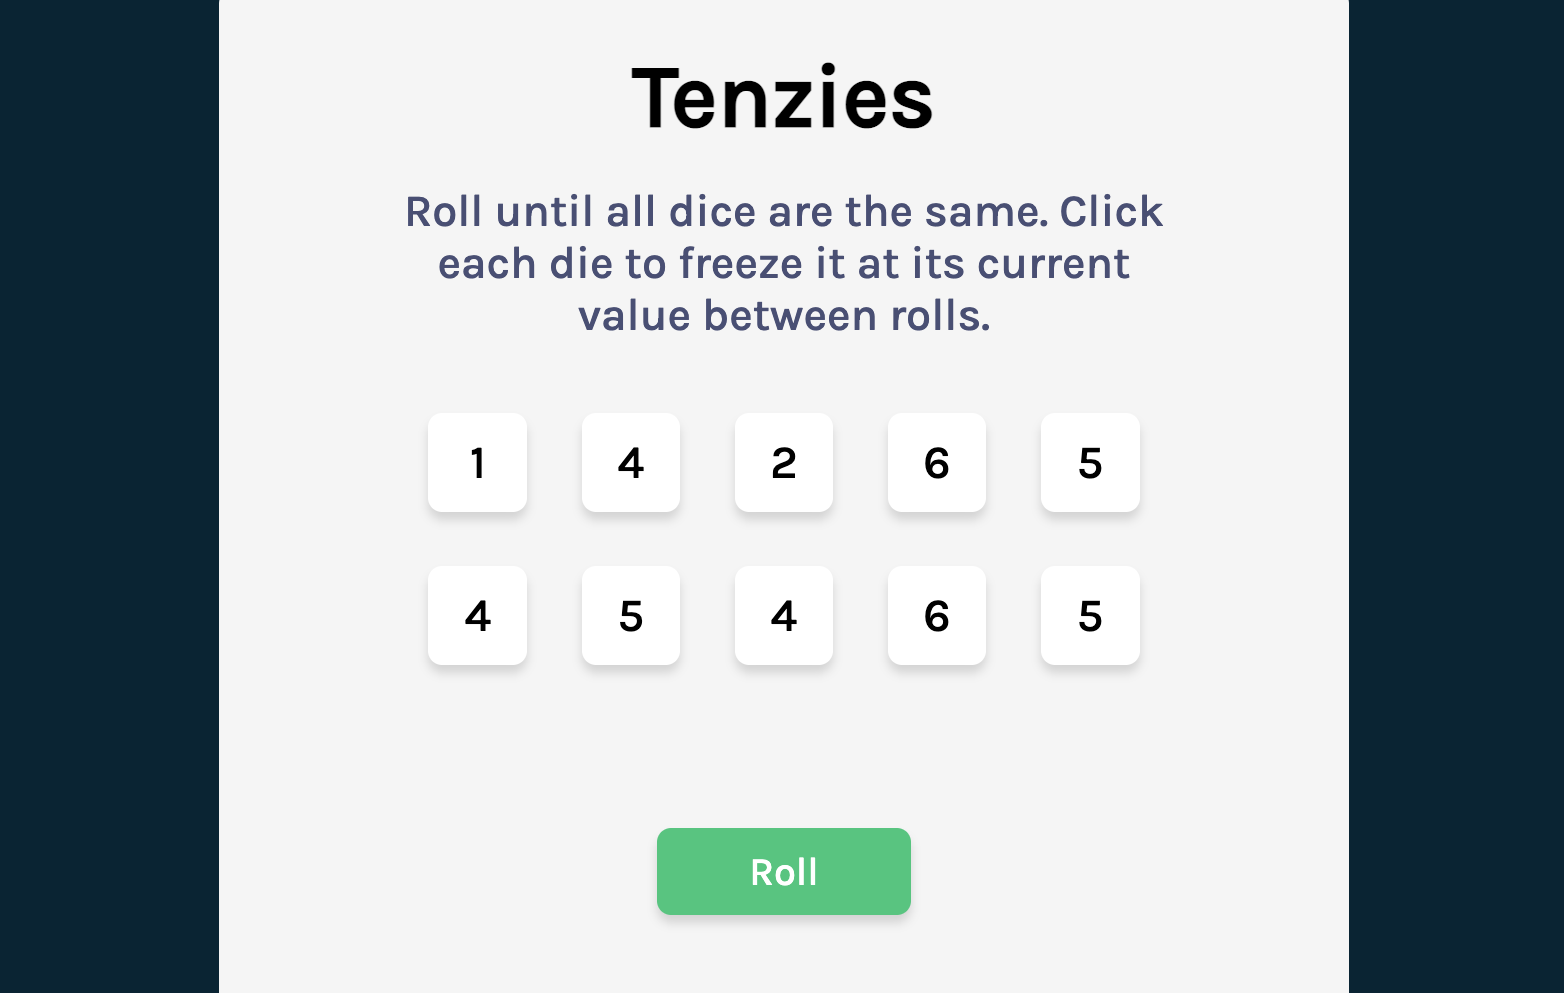 Tenzies
Roll until all dice are the same. Click
each die to freeze it at its current
value between rolls.
1 4 2 6 5
4 5 4 6 5
Roll